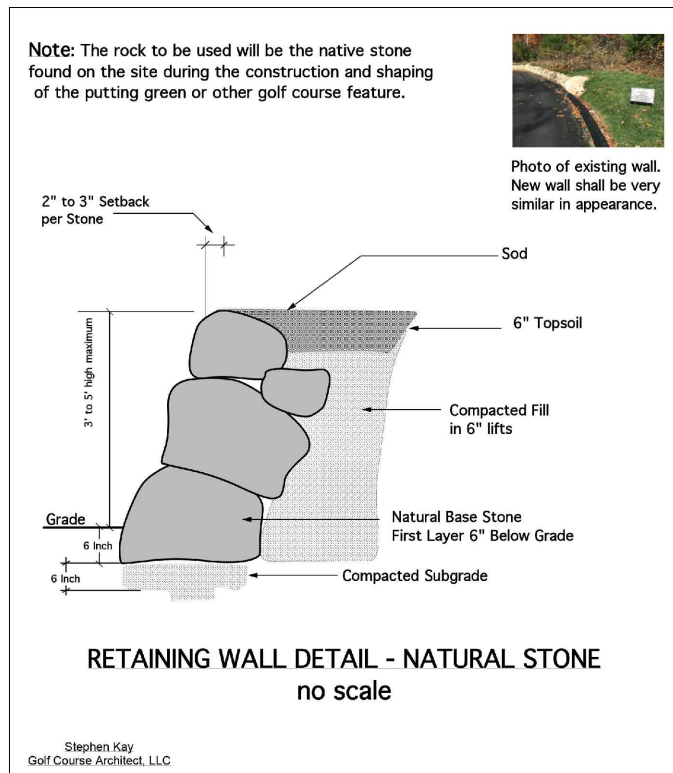 Note: The rock to be used will be the native stone
found on the site during the construction and shaping
of the putting green or other golf course feature.
Photo of existing wall.
New wall shall be very
similar in appearance.
2" to 3" Setback
per Stone
Sod
6" Topsoil
3' to 5' high maximum
Compacted Fill
in 6" lifts
Grade
Natural Base Stone
First Layer 6" Below Grade
6 Inch
6 Inch
Compacted Subgrade
RETAINING WALL DETAIL - NATURAL STONE
no scale
Stephen Kay
Golf Course Architect, LLC